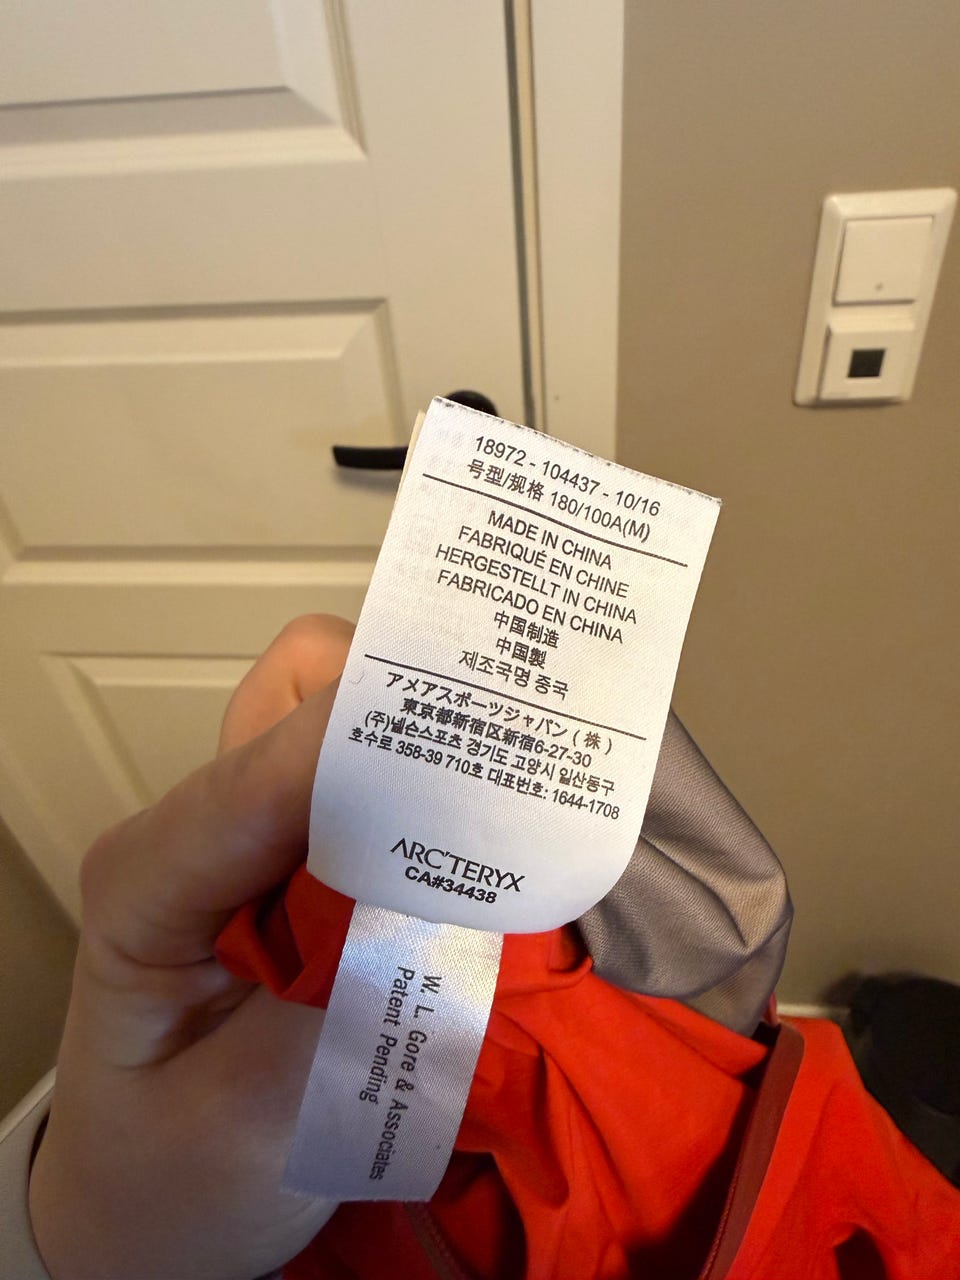 18972 - 104437 - 10/16
号型/规格 180/100A(M)
MADE IN CHINA
FABRIQUÉ EN CHINE
HERGESTELLT IN CHINA
FABRICADO EN CHINA
中国制造
中国製
제조국명 중국
アメアスポーツジャパン ( 株 )
東京都新宿区新宿6-27-30
(주)넬슨스포츠 경기도 고양시 일산동구
호수로 358-39 710호 대표번호: 1644-1708
ARC'TERYX
CA#34438
W. L. Gore & Associates
Patent Pending